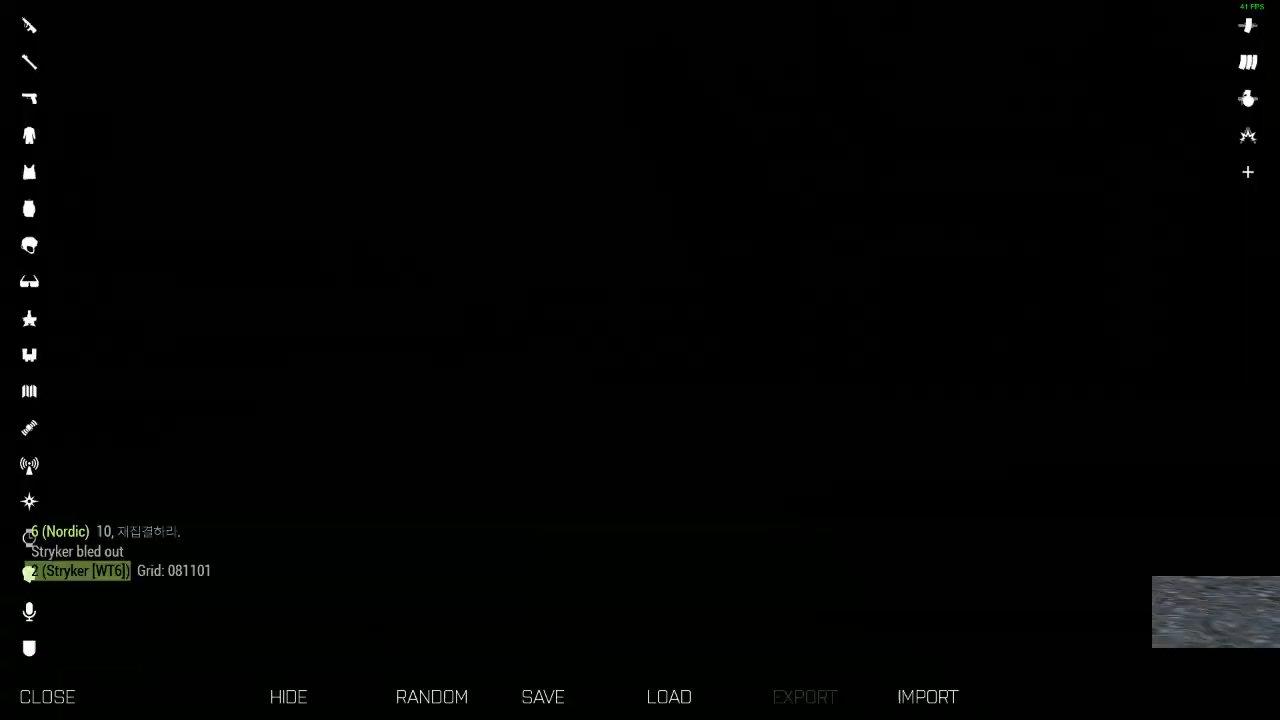 41 FPS
6 (Nordic) 10, 재집결하라.
Stryker bled out
2 (Stryker [WT6]) Grid: 081101
CLOSE HIDE RANDOM SAVE LOAD EXPORT IMPORT